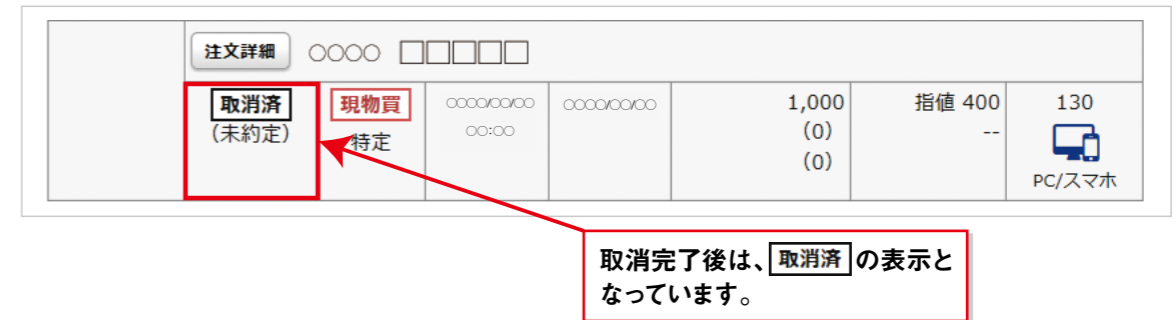 注文詳細 ○○○○ □□□□□
取消済 現物買 ○○○○/○○/○○ ○○○○/○○/○○ 1,000 指値 400 130
(未約定) 特定 ○○:○○ (0) --
(0)
PC/スマホ
取消完了後は、取消済の表示と
なっています。